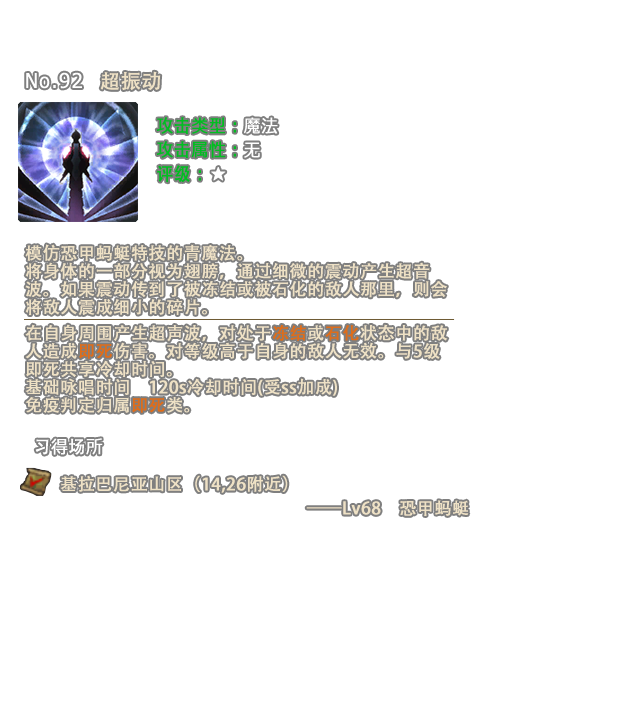 No.92 超振动
攻击类型：魔法
攻击属性：无
评级：☆
模仿恐甲蚂蜓特技的青魔法。
将身体的一部分视为翅膀，通过细微的震动产生超音
波。如果震动传到了被冻结或被石化的敌人那里，则会
将敌人震成细小的碎片。
在自身周围产生超声波，对处于冻结或石化状态中的敌
人造成即死伤害。对等级高于自身的敌人无效。与5级
即死共享冷却时间。
基础咏唱时间 120s冷却时间(受ss加成)
免疫判定归属即死类。
习得场所
基拉巴尼亚山区（14,26附近）
——Lv68 恐甲蚂蜓